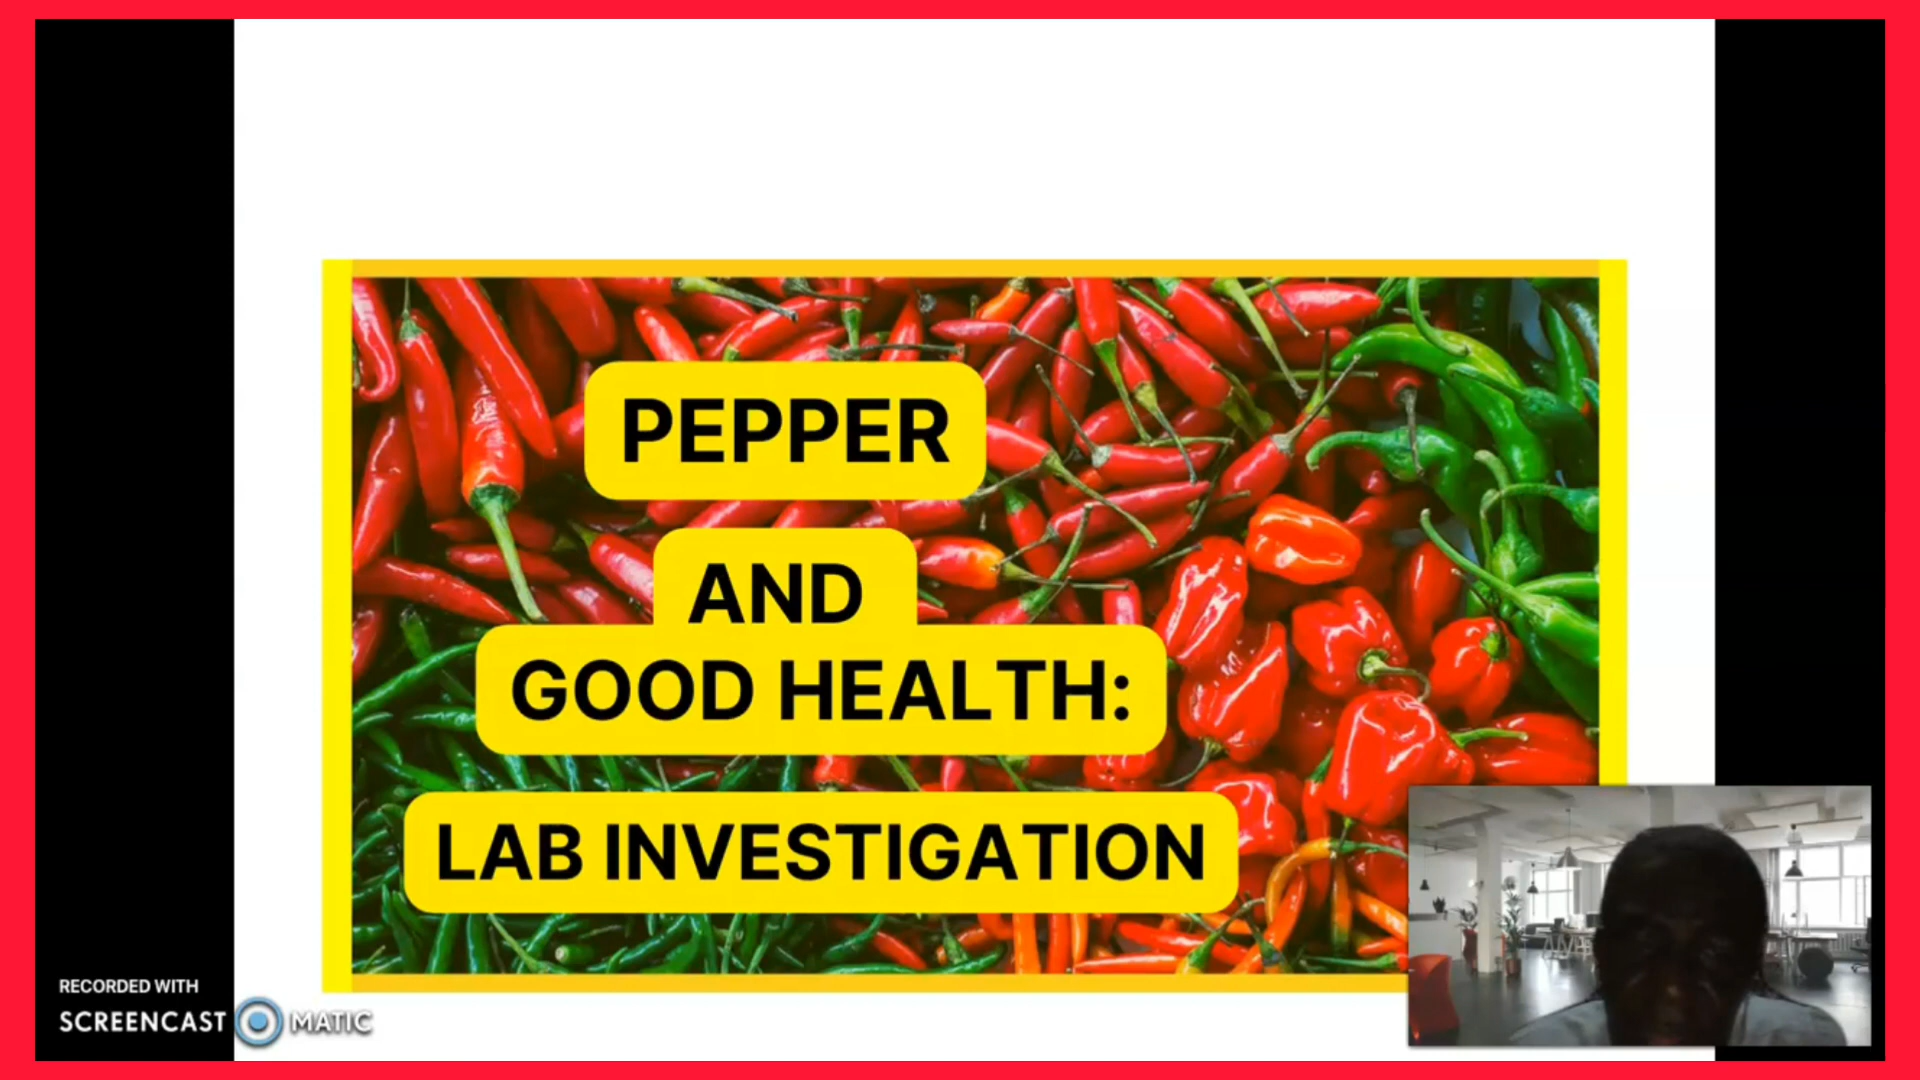 PEPPER
AND
GOOD HEALTH:
LAB INVESTIGATION
RECORDED WITH
SCREENCAST MATIC